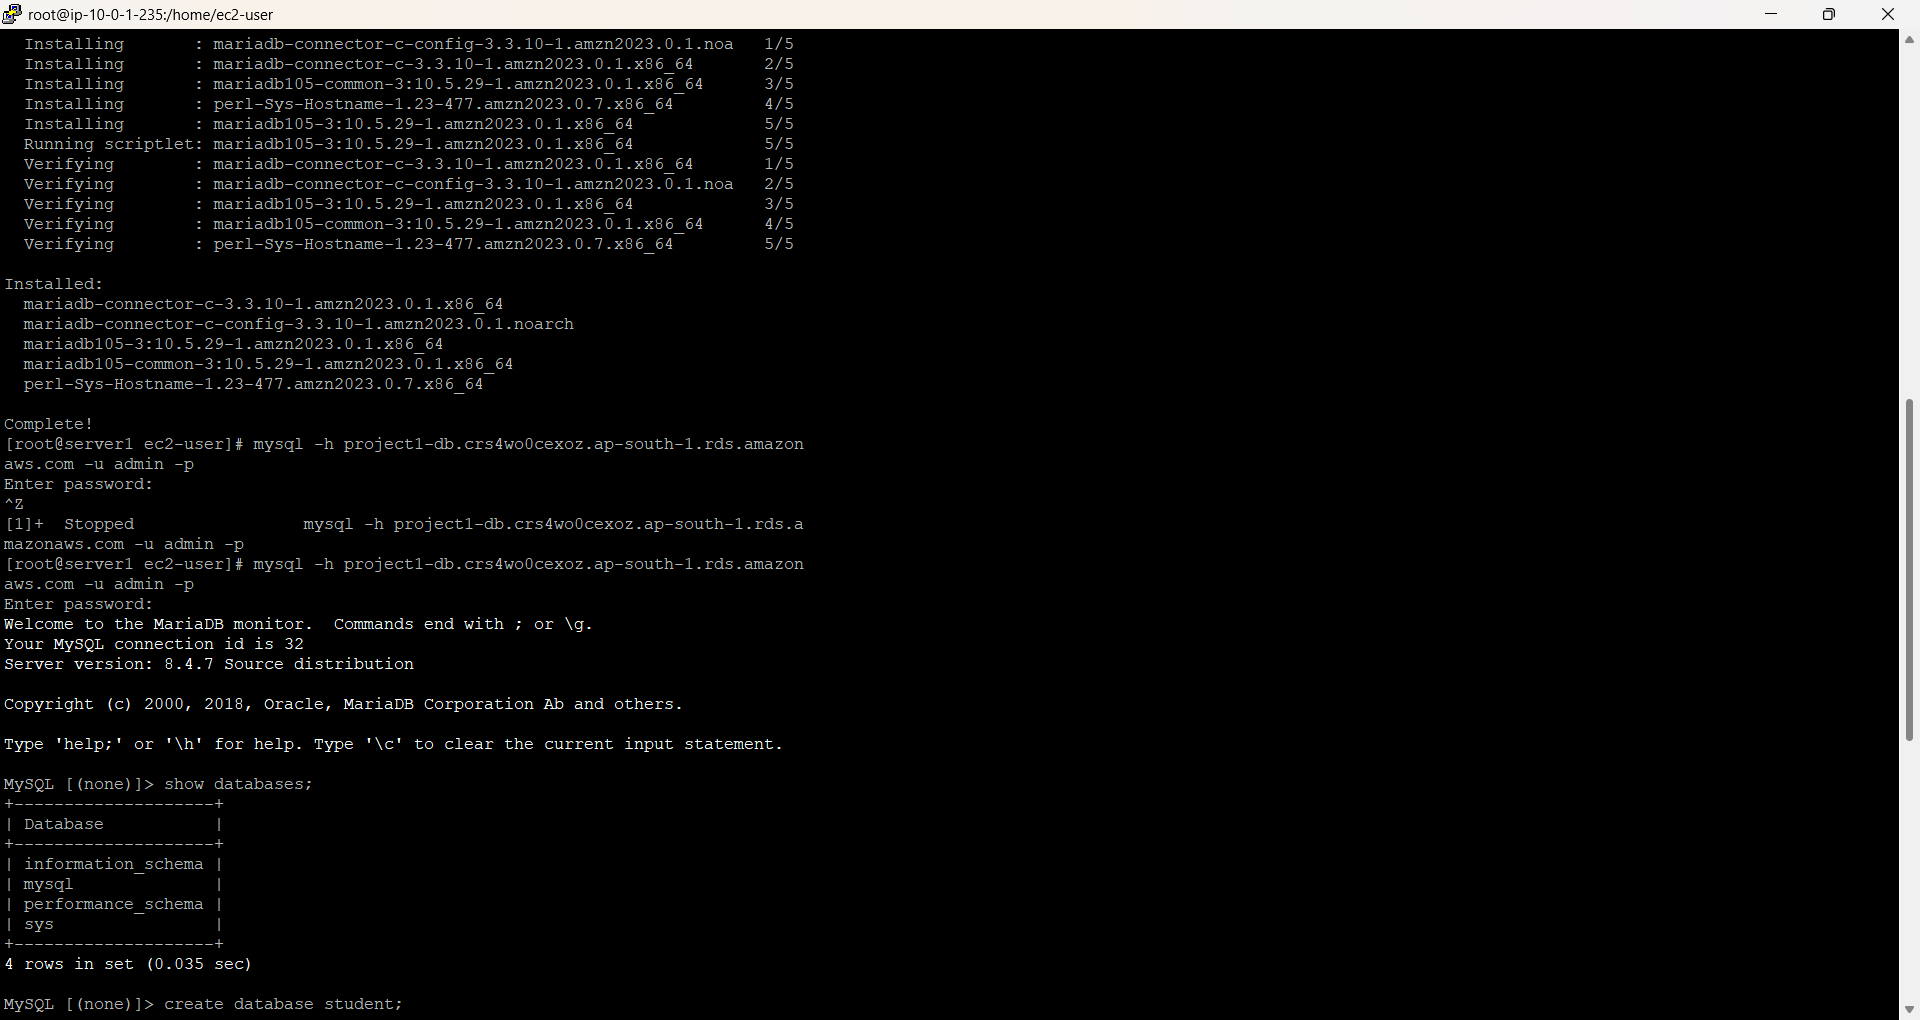 root@ip-10-0-1-235:/home/ec2-user
  Installing       : mariadb-connector-c-config-3.3.10-1.amzn2023.0.1.noa   1/5
  Installing       : mariadb-connector-c-3.3.10-1.amzn2023.0.1.x86_64       2/5
  Installing       : mariadb105-common-3:10.5.29-1.amzn2023.0.1.x86_64      3/5
  Installing       : perl-Sys-Hostname-1.23-477.amzn2023.0.7.x86_64         4/5
  Installing       : mariadb105-3:10.5.29-1.amzn2023.0.1.x86_64             5/5
  Running scriptlet: mariadb105-3:10.5.29-1.amzn2023.0.1.x86_64             5/5
  Verifying        : mariadb-connector-c-3.3.10-1.amzn2023.0.1.x86_64       1/5
  Verifying        : mariadb-connector-c-config-3.3.10-1.amzn2023.0.1.noa   2/5
  Verifying        : mariadb105-3:10.5.29-1.amzn2023.0.1.x86_64             3/5
  Verifying        : mariadb105-common-3:10.5.29-1.amzn2023.0.1.x86_64      4/5
  Verifying        : perl-Sys-Hostname-1.23-477.amzn2023.0.7.x86_64         5/5

Installed:
  mariadb-connector-c-3.3.10-1.amzn2023.0.1.x86_64
  mariadb-connector-c-config-3.3.10-1.amzn2023.0.1.noarch
  mariadb105-3:10.5.29-1.amzn2023.0.1.x86_64
  mariadb105-common-3:10.5.29-1.amzn2023.0.1.x86_64
  perl-Sys-Hostname-1.23-477.amzn2023.0.7.x86_64

Complete!
[root@server1 ec2-user]# mysql -h project1-db.crs4wo0cexoz.ap-south-1.rds.amazon
aws.com -u admin -p
Enter password:
^Z
[1]+  Stopped                 mysql -h project1-db.crs4wo0cexoz.ap-south-1.rds.a
mazonaws.com -u admin -p
[root@server1 ec2-user]# mysql -h project1-db.crs4wo0cexoz.ap-south-1.rds.amazon
aws.com -u admin -p
Enter password:
Welcome to the MariaDB monitor.  Commands end with ; or \g.
Your MySQL connection id is 32
Server version: 8.4.7 Source distribution

Copyright (c) 2000, 2018, Oracle, MariaDB Corporation Ab and others.

Type 'help;' or '\h' for help. Type '\c' to clear the current input statement.

MySQL [(none)]> show databases;
+--------------------+
| Database           |
+--------------------+
| information_schema |
| mysql              |
| performance_schema |
| sys                |
+--------------------+
4 rows in set (0.035 sec)

MySQL [(none)]> create database student;